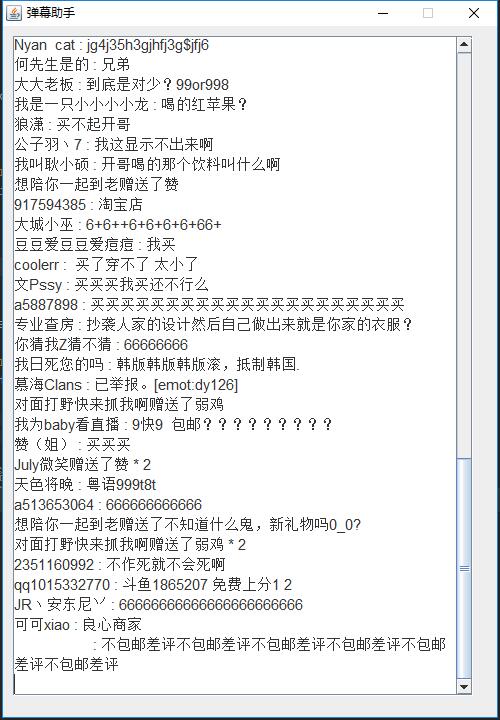 弹幕助手
Nyan  cat : jg4j35h3gjhfj3g$jfj6
何先生是的 : 兄弟
大大老板 : 到底是对少？99or998
我是一只小小小小龙 : 喝的红苹果？
狼潇 : 买不起开哥
公子羽丶7 : 我这显示不出来啊
我叫耿小硕 : 开哥喝的那个饮料叫什么啊
想陪你一起到老赠送了赞
917594385 : 淘宝店
大城小巫 : 6+6++6+6+6+6+66+
豆豆爱豆豆爱痘痘 : 我买
coolerr :  买了穿不了 太小了
文Pssy : 买买买我买还不行么
a5887898 : 买买买买买买买买买买买买买买买买买买买买买
专业查房 : 抄袭人家的设计然后自己做出来就是你家的衣服？
你猜我Z猜不猜 : 66666666
我日死您的吗 : 韩版韩版韩版滚，抵制韩国.
慕海Clans : 已举报。[emot:dy126]
对面打野快来抓我啊赠送了弱鸡
我为baby看直播 : 9快9  包邮？？？？？？？？？
赞（姐） : 买买买
July微笑赠送了赞 * 2
天色将晚 : 粤语999t8t
a513653064 : 666666666666
想陪你一起到老赠送了不知道什么鬼，新礼物吗0_0?
对面打野快来抓我啊赠送了弱鸡 * 2
2351160992 : 不作死就不会死啊
qq1015332770 : 斗鱼1865207 免费上分1 2
JR丶安东尼丷 : 66666666666666666666666
可可xiao : 良心商家
: 不包邮差评不包邮差评不包邮差评不包邮差评不包邮
差评不包邮差评